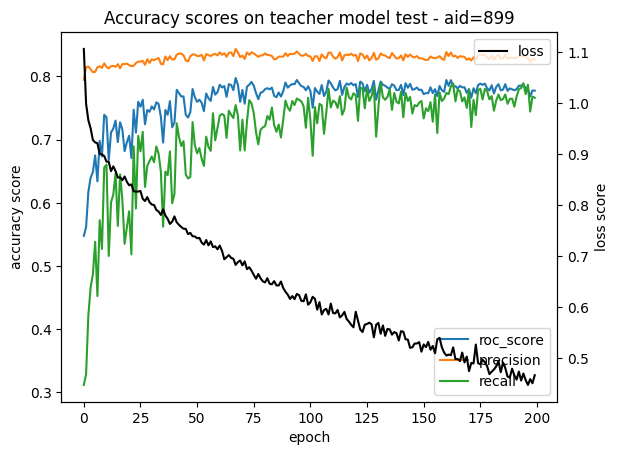 Accuracy scores on teacher model test - aid=899
accuracy score
0.8
0.7
0.6
0.5
0.4
0.3
0
25
50
75
100
125
150
175
200
epoch
1.1
1.0
0.9
0.8
0.7
0.6
0.5
loss score
loss
roc_score
precision
recall